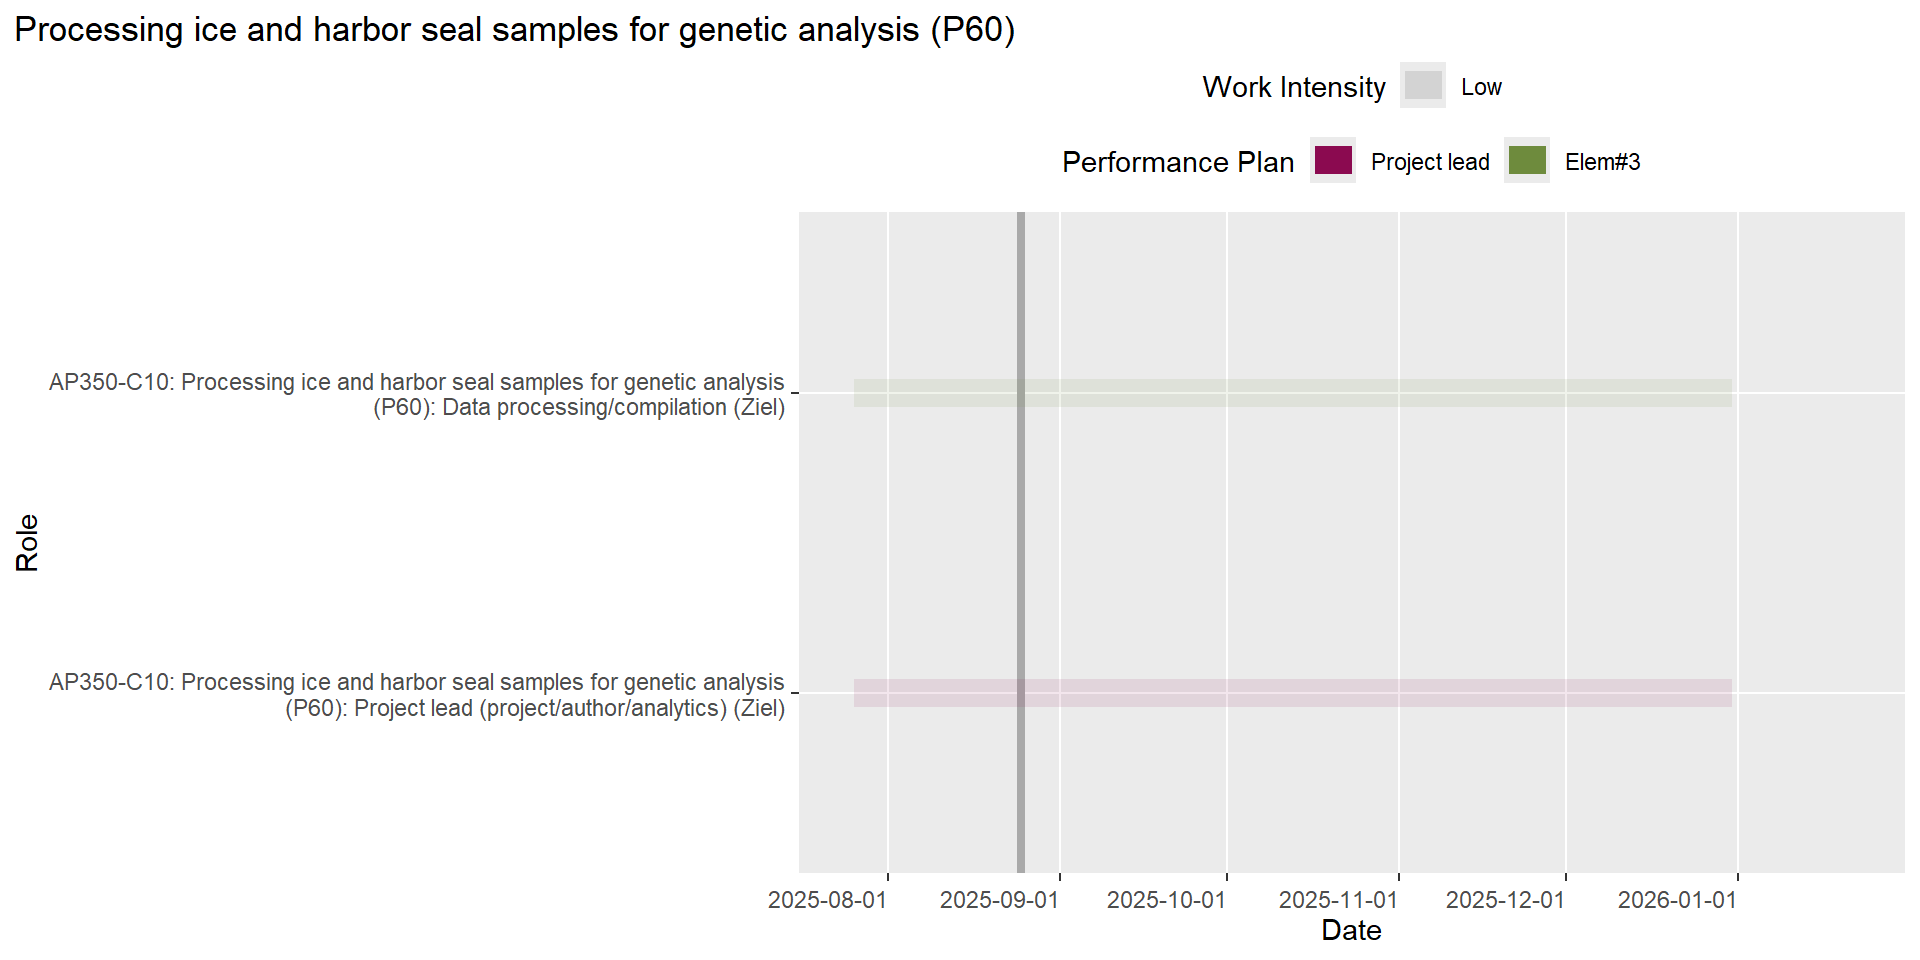 Processing ice and harbor seal samples for genetic analysis (P60)
Work Intensity Low
Performance Plan Project lead Elem#3
AP350-C10: Processing ice and harbor seal samples for genetic analysis
(P60): Data processing/compilation (Ziel)
Role
AP350-C10: Processing ice and harbor seal samples for genetic analysis
(P60): Project lead (project/author/analytics) (Ziel)
2025-08-01 2025-09-01 2025-10-01 2025-11-01 2025-12-01 2026-01-01
Date